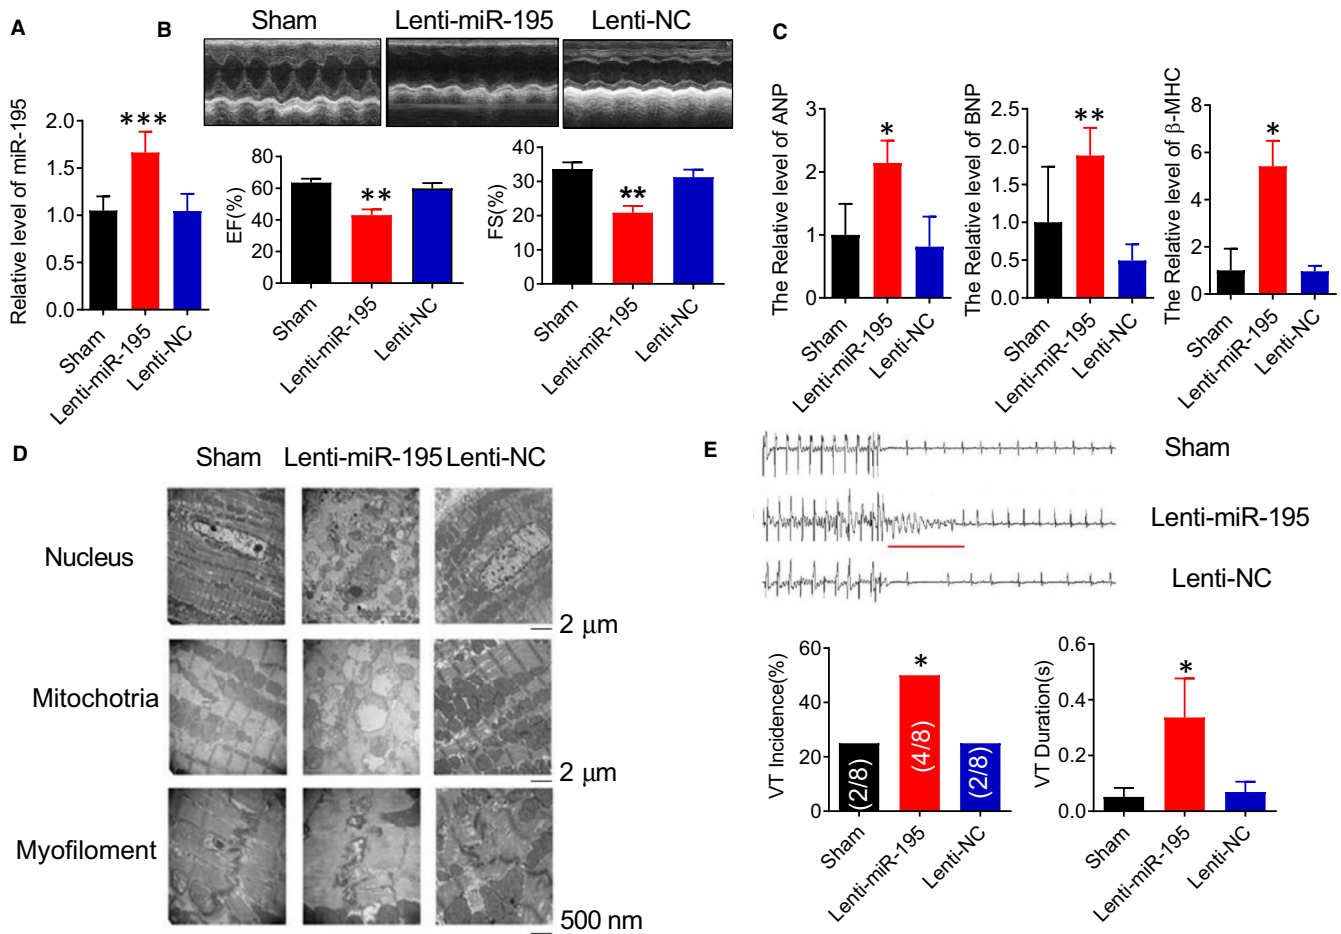 A
Relative level of miR-195
2.0
1.5
1.0
0.5
0.0
***
Sham
Lenti-miR-195
Lenti-NC
B
Sham
Lenti-miR-195
Lenti-NC
EF(%)
80
60
40
20
0
**
Sham
Lenti-miR-195
Lenti-NC
FS(%)
40
30
20
10
0
**
Sham
Lenti-miR-195
Lenti-NC
C
The Relative level of ANP
3
2
1
0
*
Sham
Lenti-miR-195
Lenti-NC
The Relative level of BNP
2.5
2.0
1.5
1.0
0.5
0.0
**
Sham
Lenti-miR-195
Lenti-NC
The Relative level of β-MHC
8
6
4
2
0
*
Sham
Lenti-miR-195
Lenti-NC
D
Sham
Lenti-miR-195
Lenti-NC
Nucleus
2 μm
Mitochotria
2 μm
Myofiloment
500 nm
E
Sham
Lenti-miR-195
Lenti-NC
VT Incidence(%)
60
40
20
0
*
(2/8)
(4/8)
(2/8)
Sham
Lenti-miR-195
Lenti-NC
VT Duration(s)
0.6
0.4
0.2
0.0
*
Sham
Lenti-miR-195
Lenti-NC